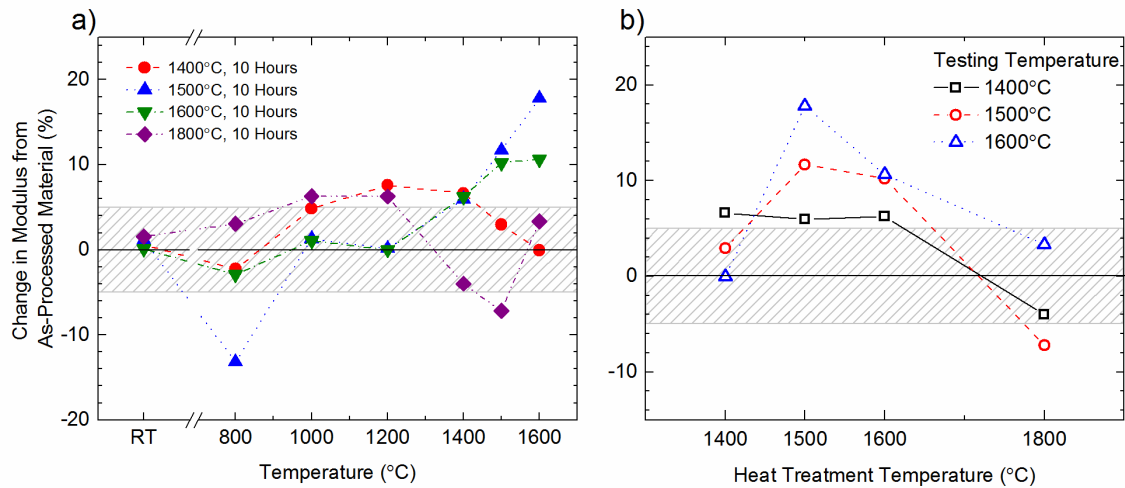 a)
Change in Modulus from
As-Processed Material (%)
20
10
0
-10
-20
1400°C, 10 Hours
1500°C, 10 Hours
1600°C, 10 Hours
1800°C, 10 Hours
RT 800 1000 1200 1400 1600
Temperature (°C)
b)
20
10
0
-10
Testing Temperature
1400°C
1500°C
1600°C
1400 1500 1600 1800
Heat Treatment Temperature (°C)